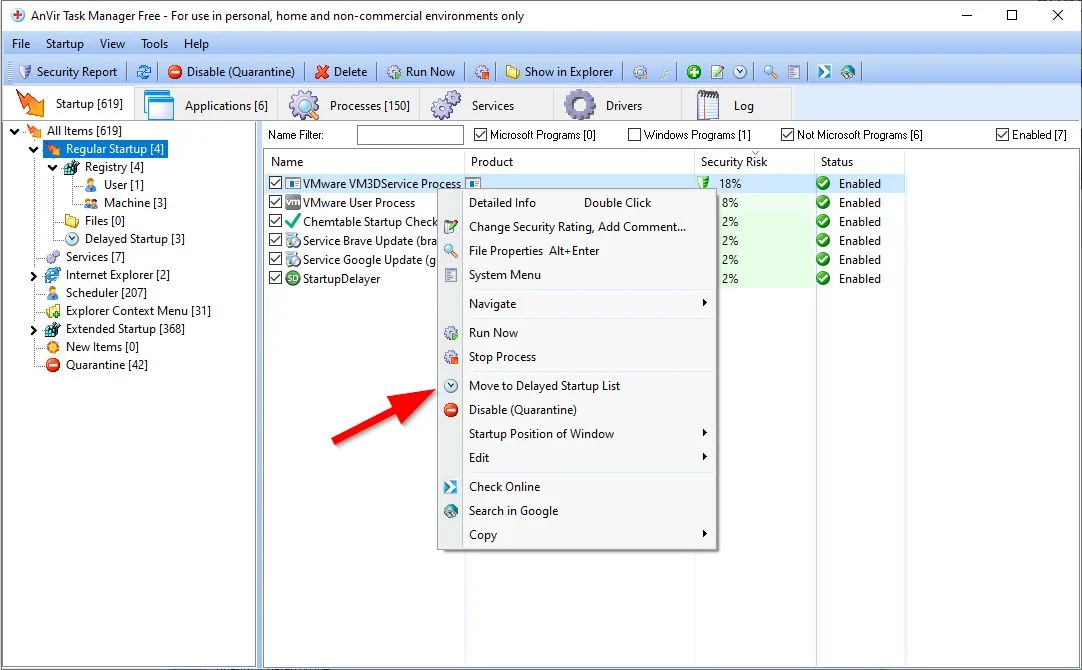 AnVir Task Manager Free - For use in personal, home and non-commercial environments only
File Startup View Tools Help
Security Report Disable (Quarantine) Delete Run Now Show in Explorer
Startup [619] Applications [6] Processes [150] Services Drivers Log
All Items [619]
Regular Startup [4]
Registry [4]
User [1]
Machine [3]
Files [0]
Delayed Startup [3]
Services [7]
Internet Explorer [2]
Scheduler [207]
Explorer Context Menu [31]
Extended Startup [368]
New Items [0]
Quarantine [42]
Name Filter: Microsoft Programs [0] Windows Programs [1] Not Microsoft Programs [6] Enabled [7]
Name Product Security Risk Status
VMware VM3DService Process 18% Enabled
vm VMware User Process 8% Enabled
Chemtable Startup Check 2% Enabled
Service Brave Update (bra 2% Enabled
Service Google Update (g 2% Enabled
SD StartupDelayer 2% Enabled
Detailed Info Double Click
Change Security Rating, Add Comment...
File Properties Alt+Enter
System Menu
Navigate
Run Now
Stop Process
Move to Delayed Startup List
Disable (Quarantine)
Startup Position of Window
Edit
Check Online
Search in Google
Copy